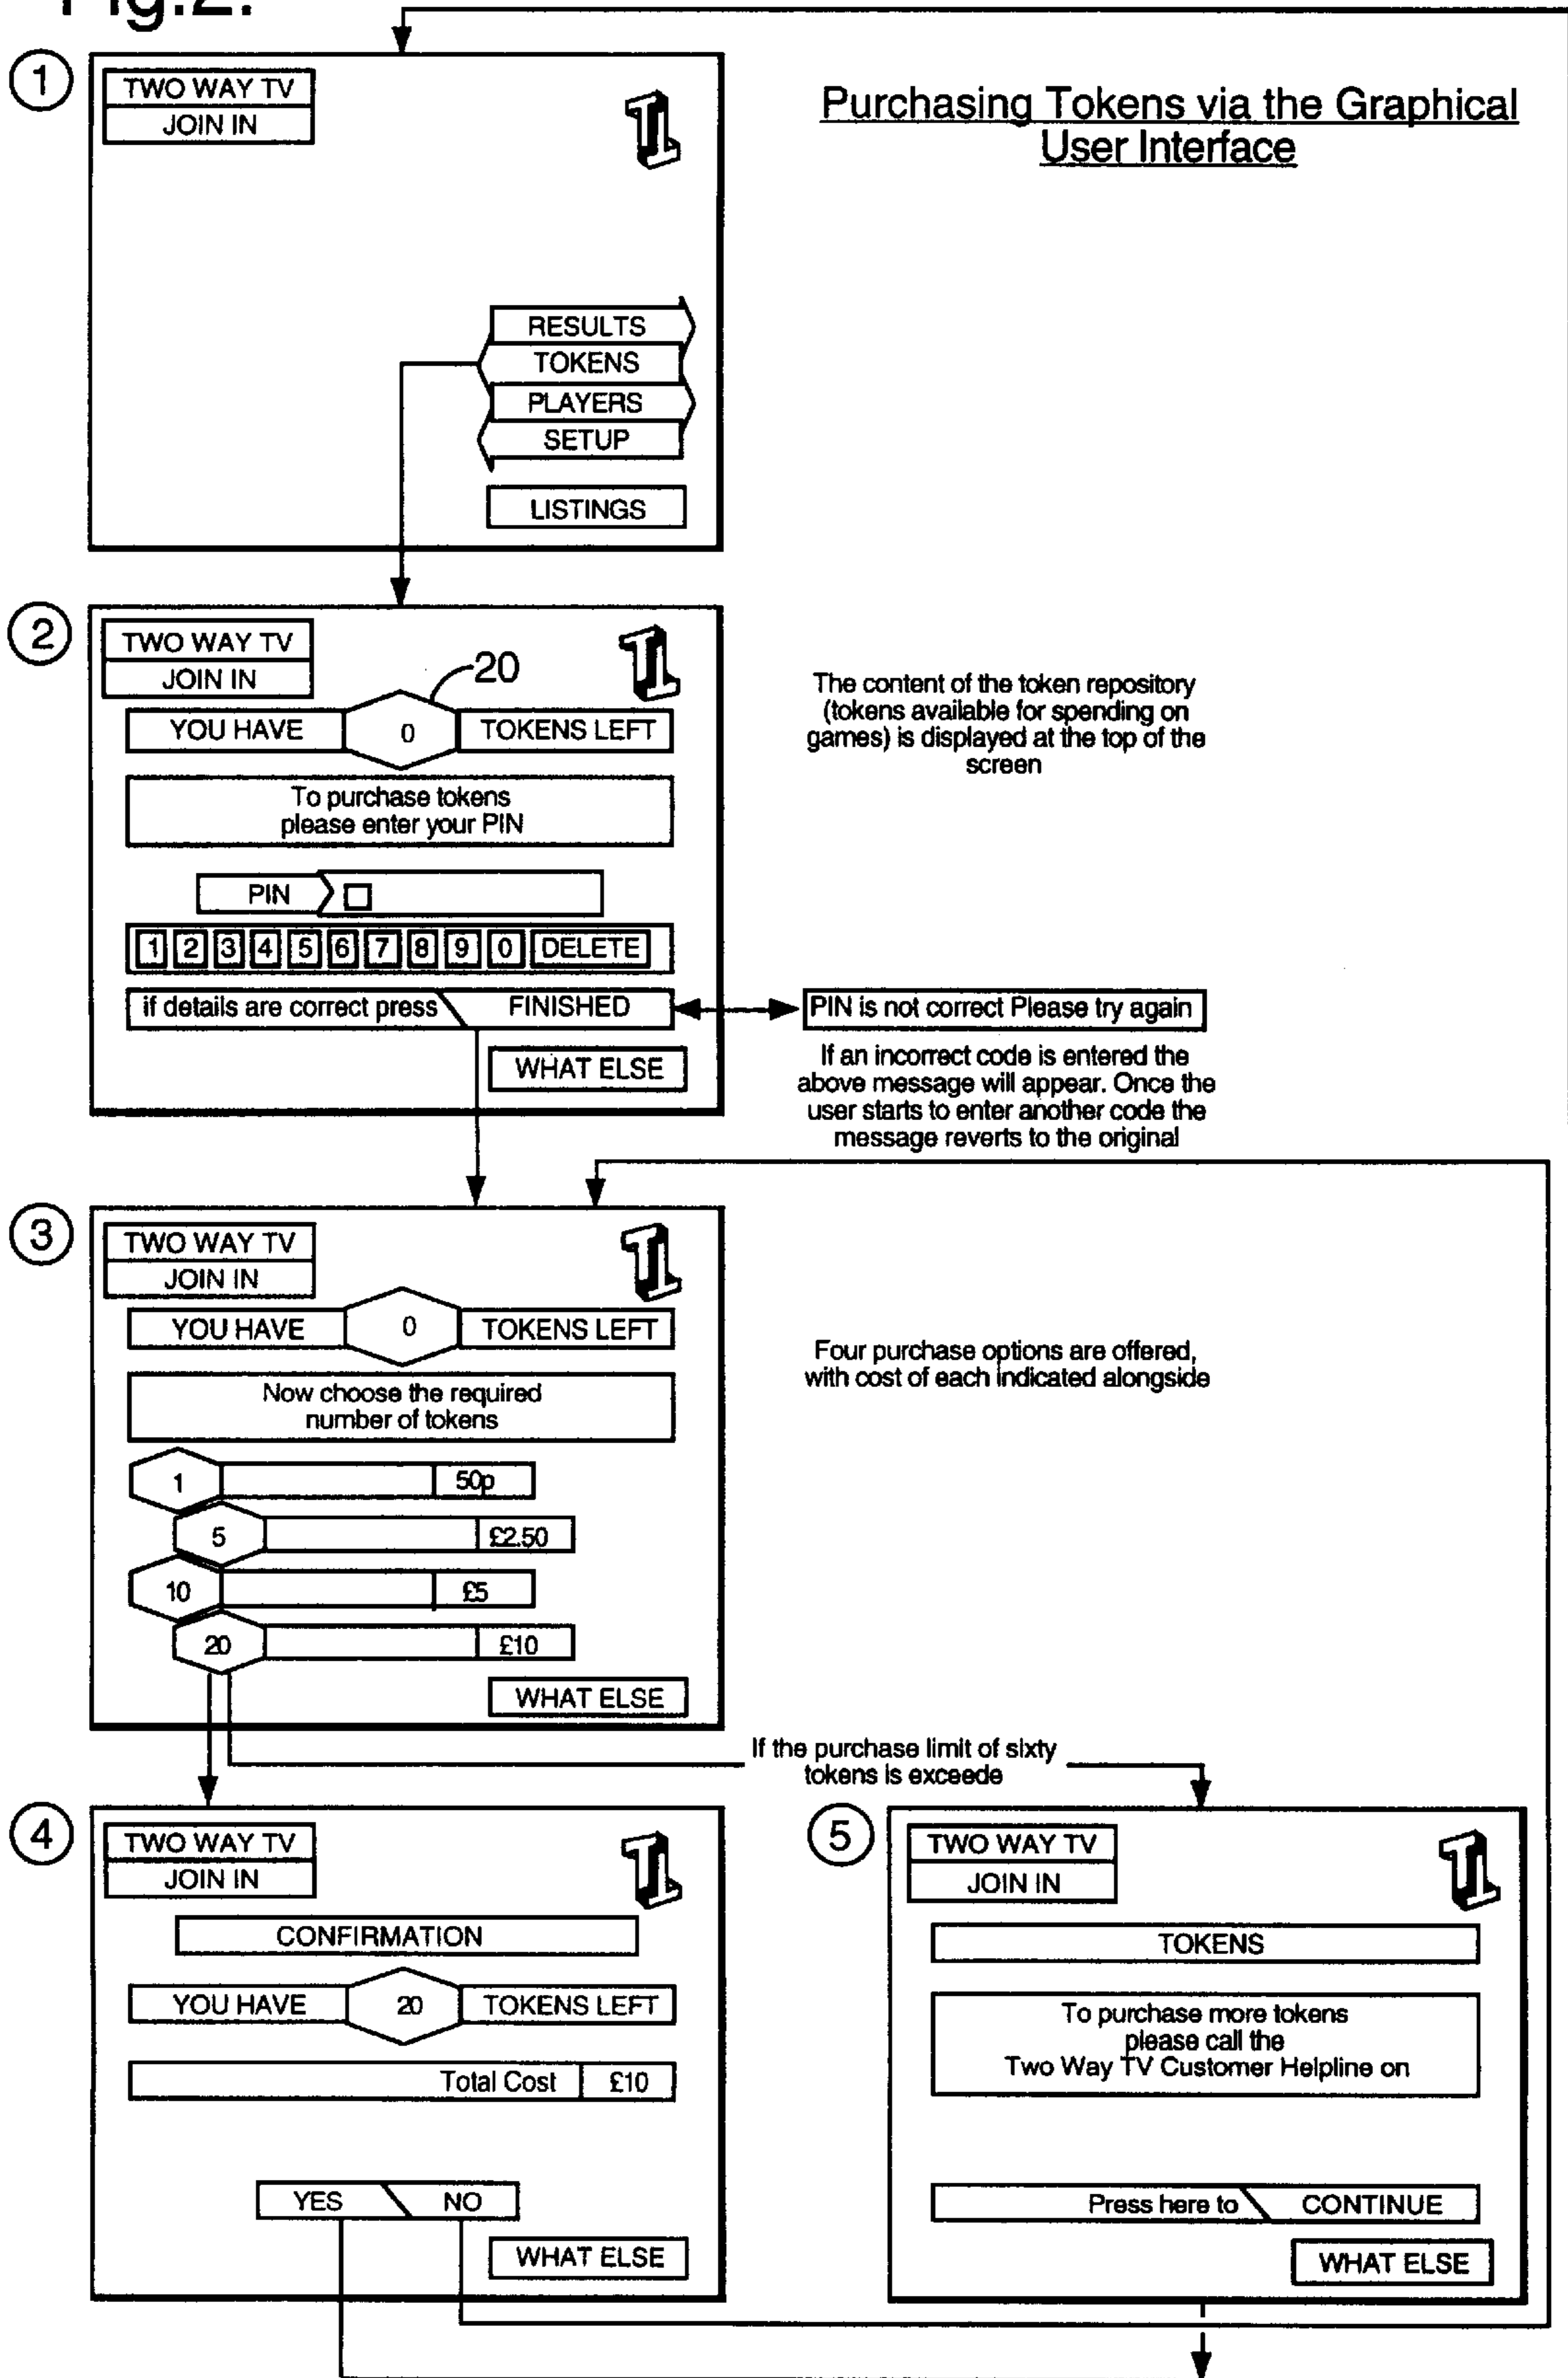 Fig.2.
Purchasing Tokens via the Graphical
User Interface
1
TWO WAY TV
JOIN IN
RESULTS
TOKENS
PLAYERS
SETUP
LISTINGS
2
TWO WAY TV
JOIN IN
20
YOU HAVE 0 TOKENS LEFT
To purchase tokens
please enter your PIN
PIN
1 2 3 4 5 6 7 8 9 0 DELETE
if details are correct press FINISHED
WHAT ELSE
The content of the token repository
(tokens available for spending on
games) is displayed at the top of the
screen
PIN is not correct Please try again
If an incorrect code is entered the
above message will appear. Once the
user starts to enter another code the
message reverts to the original
3
TWO WAY TV
JOIN IN
YOU HAVE 0 TOKENS LEFT
Now choose the required
number of tokens
1 50p
5 £2.50
10 £5
20 £10
WHAT ELSE
Four purchase options are offered,
with cost of each indicated alongside
If the purchase limit of sixty
tokens is exceede
4
TWO WAY TV
JOIN IN
CONFIRMATION
YOU HAVE 20 TOKENS LEFT
Total Cost £10
YES NO
WHAT ELSE
5
TWO WAY TV
JOIN IN
TOKENS
To purchase more tokens
please call the
Two Way TV Customer Helpline on
Press here to CONTINUE
WHAT ELSE